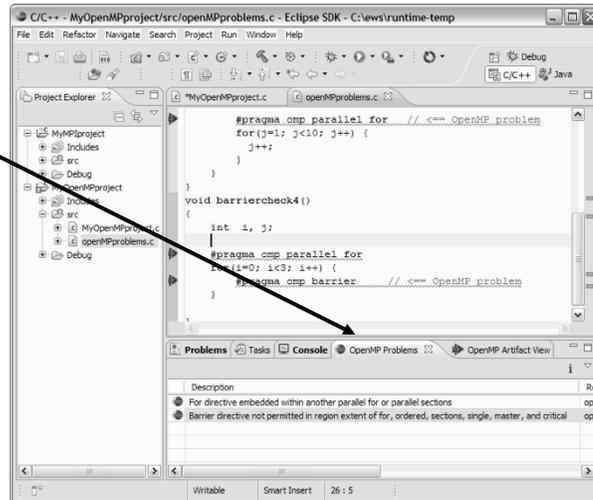 C/C++ - MyOpenMPproject/src/openMPproblems.c - Eclipse SDK - C:\ews\runtime-temp
File Edit Refactor Navigate Search Project Run Window Help
Debug
C/C++ Java
Project Explorer
MyMPIproject
Includes
src
Debug
MyOpenMPproject
Includes
src
MyOpenMPproject.c
openMPproblems.c
Debug
*MyOpenMPproject.c openMPproblems.c
#pragma omp parallel for // <== OpenMP problem
for(j=1; j<10; j++) {
j++;
}
}
}
void barriercheck4()
{
int i, j;
#pragma omp parallel for
for(i=0; i<3; i++) {
#pragma omp barrier // <== OpenMP problem
}
Problems Tasks Console OpenMP Problems OpenMP Artifact View
i
Description
For directive embedded within another parallel for or parallel sections
Barrier directive not permitted in region extent of for, ordered, sections, single, master, and critical
Writable Smart Insert 26 : 5